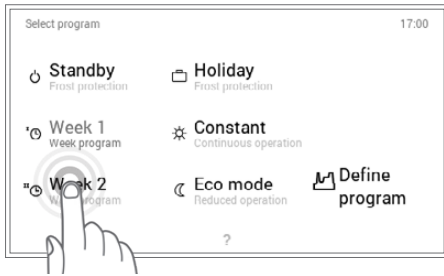 Select program 17:00
Standby Holiday
Frost protection Frost protection
Week 1 Constant
Week program Continuous operation
Week 2 Eco mode Define
Week program Reduced operation program
?